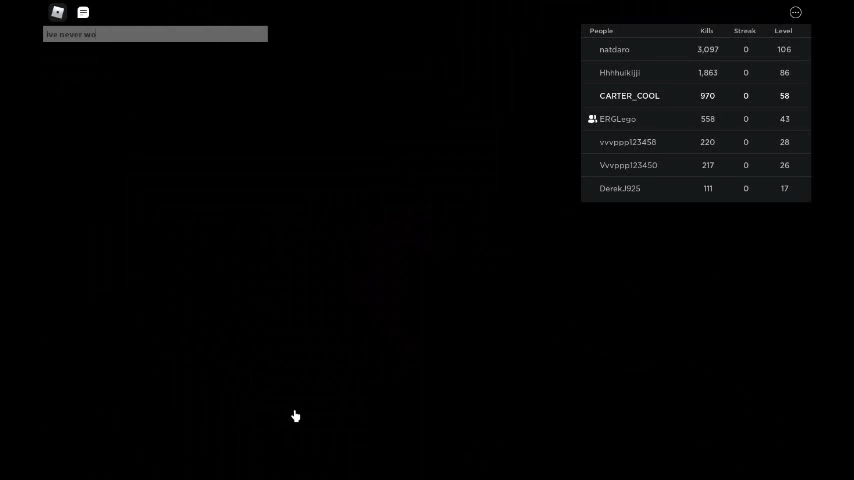 ive never wo
People Kills Streak Level
natdaro 3,097 0 106
Hhhhuikijji 1,863 0 86
CARTER_COOL 970 0 58
ERGLego 558 0 43
vvvppp123458 220 0 28
Vvvppp123450 217 0 26
DerekJ925 111 0 17